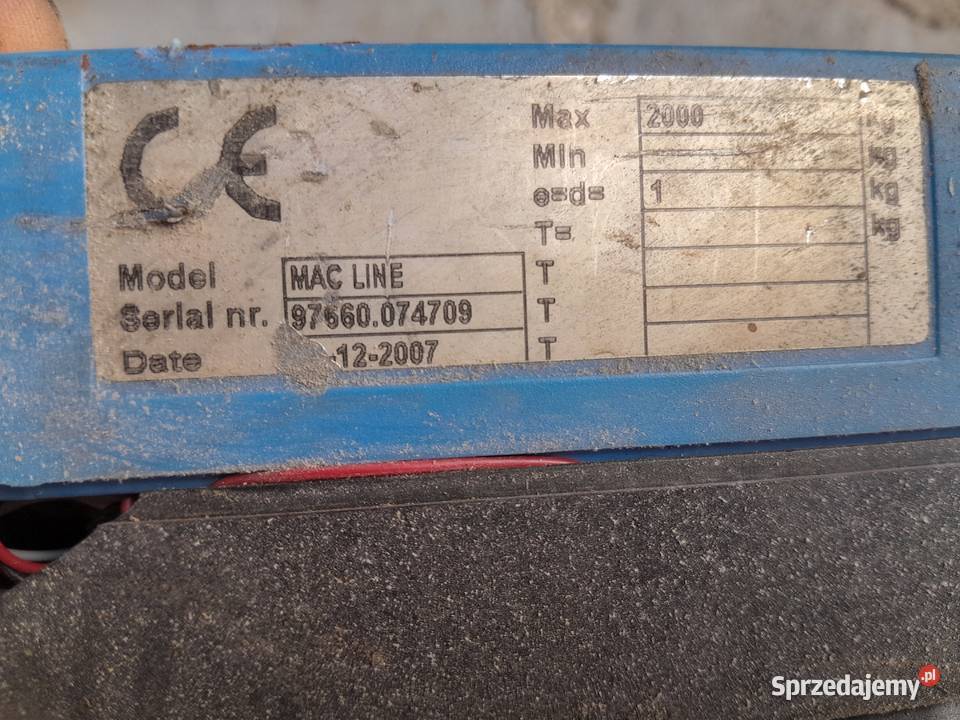 CE
Max 2000 kg
Min kg
e=d= 1 kg
T= kg
Model MAC LINE T
Serial nr. 97660.074709 T
Date -12-2007 T
Sprzedajemy.pl